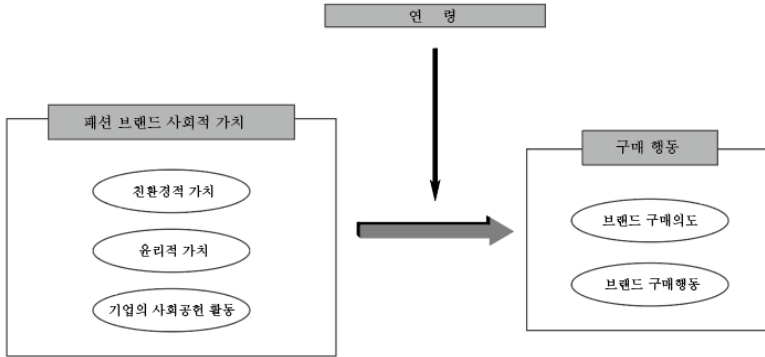 연 령
패션 브랜드 사회적 가치
친환경적 가치
윤리적 가치
기업의 사회공헌 활동
구매 행동
브랜드 구매의도
브랜드 구매행동